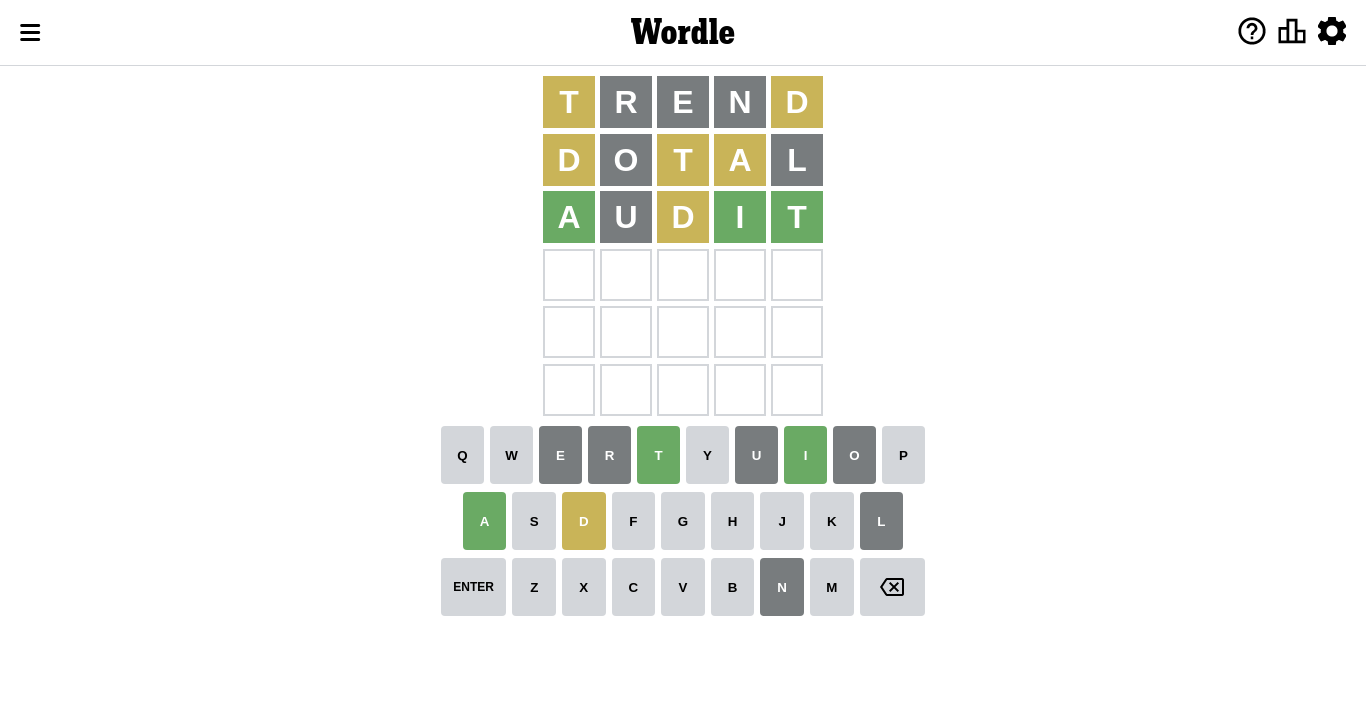 Wordle
T R E N D
D O T A L
A U D I T
Q W E R T Y U I O P
A S D F G H J K L
ENTER Z X C V B N M